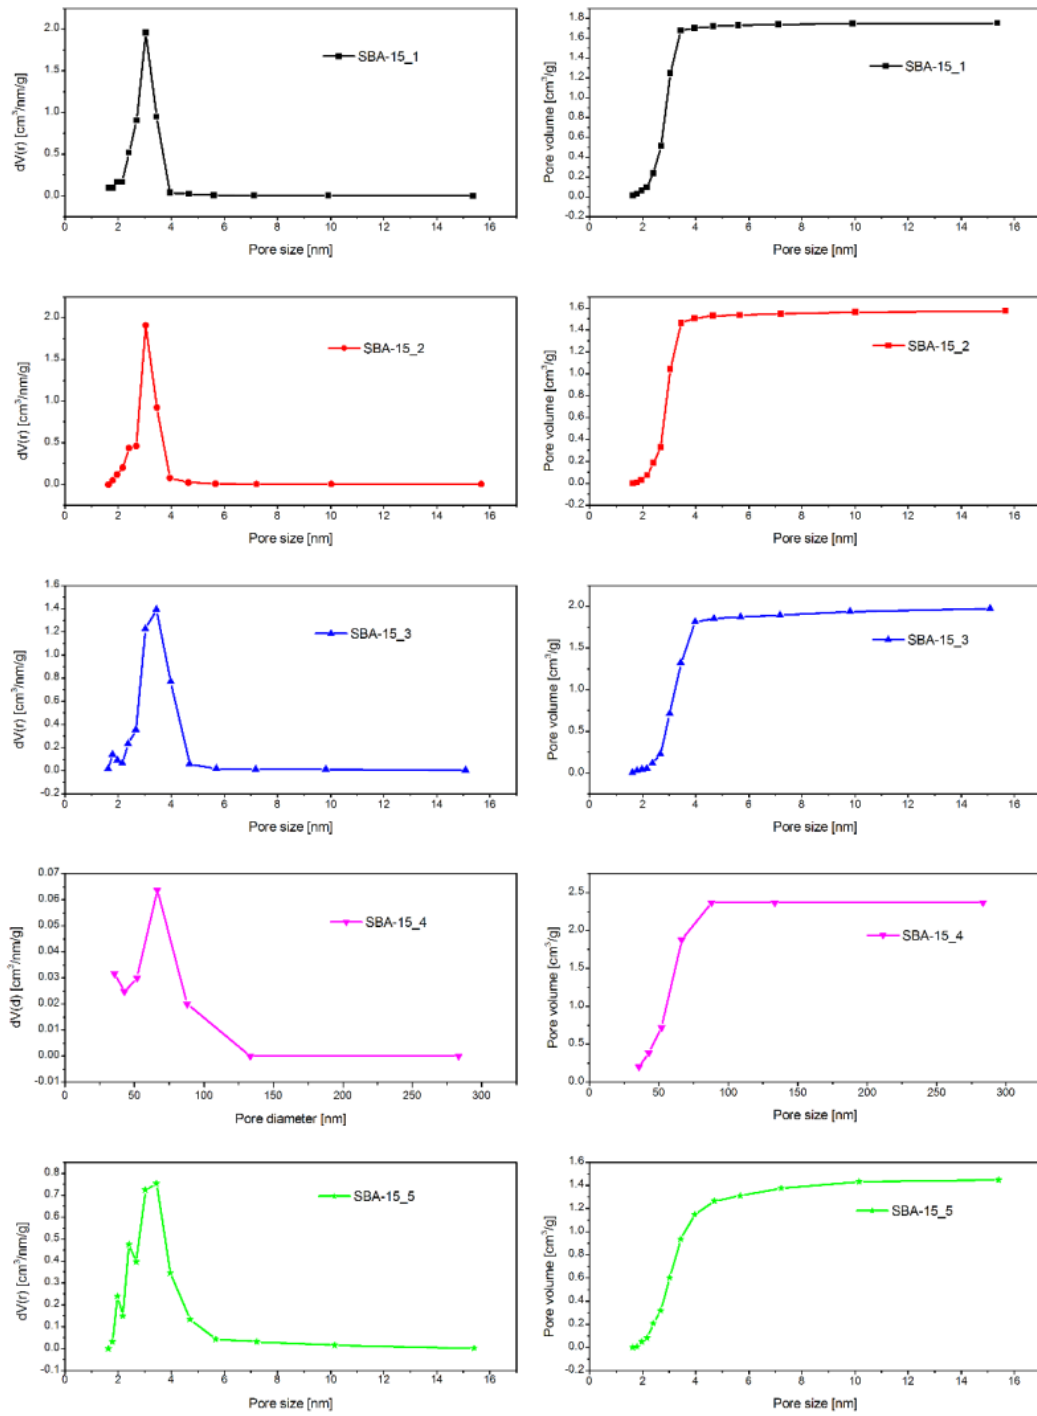 2.0
1.5
1.0
0.5
0.0
dV(r) [cm³/nm/g]
SBA-15_1
0 2 4 6 8 10 12 14 16
Pore size [nm]
1.8
1.6
1.4
1.2
1.0
0.8
0.6
0.4
0.2
0.0
-0.2
Pore volume [cm³/g]
SBA-15_1
0 2 4 6 8 10 12 14 16
Pore size [nm]
2.0
1.5
1.0
0.5
0.0
dV(r) [cm³/nm/g]
SBA-15_2
0 2 4 6 8 10 12 14 16
Pore size [nm]
1.6
1.4
1.2
1.0
0.8
0.6
0.4
0.2
0.0
-0.2
Pore volume [cm³/g]
SBA-15_2
0 2 4 6 8 10 12 14 16
Pore size [nm]
1.6
1.4
1.2
1.0
0.8
0.6
0.4
0.2
0.0
-0.2
dV(r) [cm³/nm/g]
SBA-15_3
0 2 4 6 8 10 12 14 16
Pore size [nm]
2.0
1.5
1.0
0.5
0.0
Pore volume [cm³/g]
SBA-15_3
0 2 4 6 8 10 12 14 16
Pore size [nm]
0.07
0.06
0.05
0.04
0.03
0.02
0.01
0.00
-0.01
dV(d) [cm³/nm/g]
SBA-15_4
0 50 100 150 200 250 300
Pore diameter [nm]
2.5
2.0
1.5
1.0
0.5
0.0
Pore volume [cm³/g]
SBA-15_4
0 50 100 150 200 250 300
Pore size [nm]
0.8
0.7
0.6
0.5
0.4
0.3
0.2
0.1
0.0
-0.1
dV(r) [cm³/nm/g]
SBA-15_5
0 2 4 6 8 10 12 14 16
Pore size [nm]
1.6
1.4
1.2
1.0
0.8
0.6
0.4
0.2
0.0
-0.2
Pore volume [cm³/g]
SBA-15_5
0 2 4 6 8 10 12 14 16
Pore size [nm]